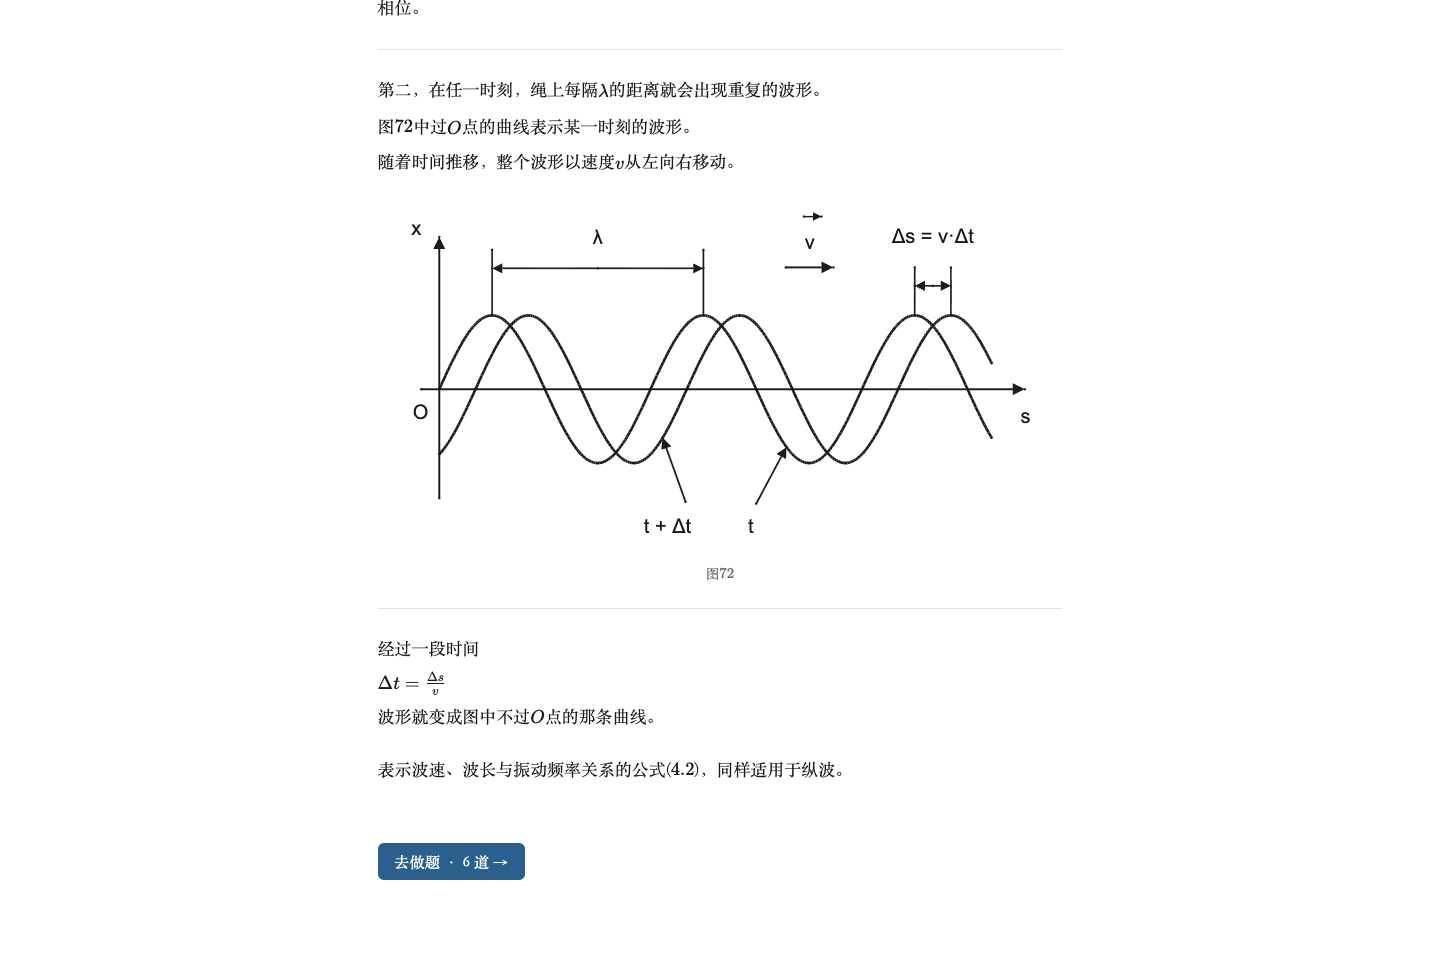 相位。
第二，在任一时刻，绳上每隔λ的距离就会出现重复的波形。
图72中过O点的曲线表示某一时刻的波形。
随着时间推移，整个波形以速度v从左向右移动。
x
λ
v
Δs = v·Δt
O
s
t + Δt
t
图72
经过一段时间
Δt = Δs/v
波形就变成图中不过O点的那条曲线。
表示波速、波长与振动频率关系的公式(4.2)，同样适用于纵波。
去做题 · 6 道 →